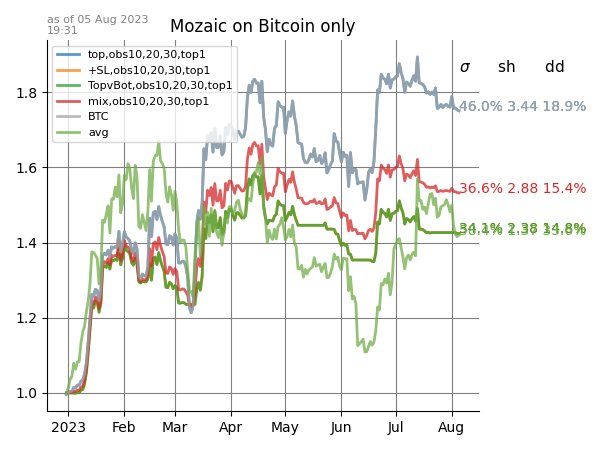 as of 05 Aug 2023
19:31
Mozaic on Bitcoin only
top,obs10,20,30,top1
+SL,obs10,20,30,top1
TopvBot,obs10,20,30,top1
mix,obs10,20,30,top1
BTC
avg
σ sh dd
46.0% 3.44 18.9%
36.6% 2.88 15.4%
34.1% 2.38 14.8%
1.8
1.6
1.4
1.2
1.0
2023 Feb Mar Apr May Jun Jul Aug